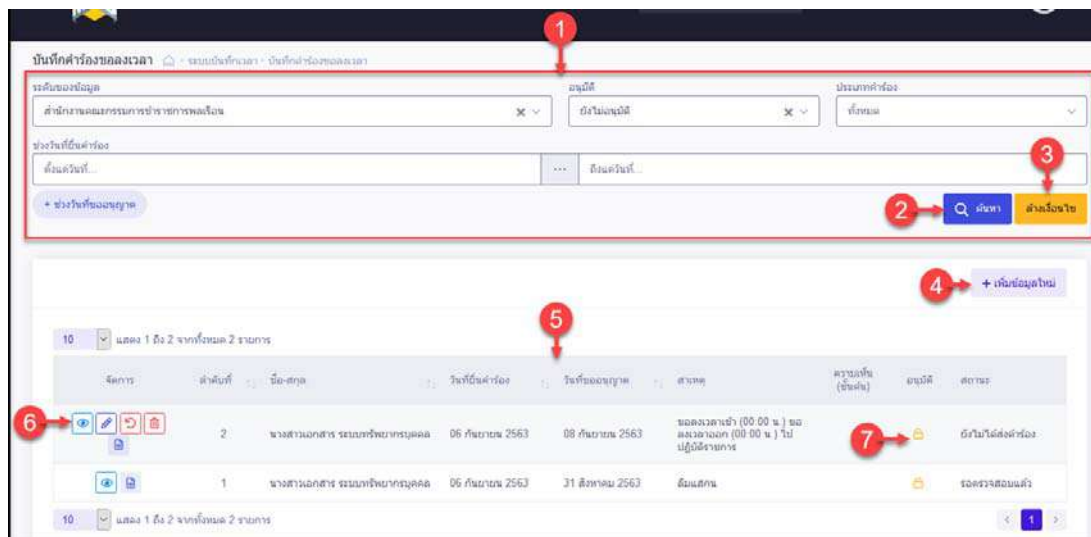 1
บันทึกคำร้องขอลงเวลา - ระบบบันทึกเวลา - บันทึกคำร้องขอลงเวลา
ระดับของข้อมูล อนุมัติ ประเภทคำร้อง
สำนักงานคณะกรรมการข้าราชการพลเรือน ยังไม่อนุมัติ ทั้งหมด
ช่วงวันที่ยื่นคำร้อง
ตั้งแต่วันที่... ... ถึงวันที่...
3
+ ช่วงวันที่ขออนุญาต 2 ค้นหา ล้างเงื่อนไข
4 + เพิ่มข้อมูลใหม่
5
10 แสดง 1 ถึง 2 จากทั้งหมด 2 รายการ
จัดการ ลำดับที่ ชื่อ-สกุล วันที่ยื่นคำร้อง วันที่ขออนุญาต สาเหตุ ความเห็น (ชั้นต้น) อนุมัติ สถานะ
6 2 นางสาวเอกสาร ระบบทรัพยากรบุคคล 06 กันยายน 2563 08 กันยายน 2563 ขอลงเวลาเข้า (00:00 น.) ขอ
ลงเวลาออก (00:00 น.) ไป
ปฏิบัติราชการ 7 ยังไม่ได้ส่งคำร้อง
1 นางสาวเอกสาร ระบบทรัพยากรบุคคล 06 กันยายน 2563 31 สิงหาคม 2563 ลืมสแกน รอตรวจสอบแล้ว
10 แสดง 1 ถึง 2 จากทั้งหมด 2 รายการ 1